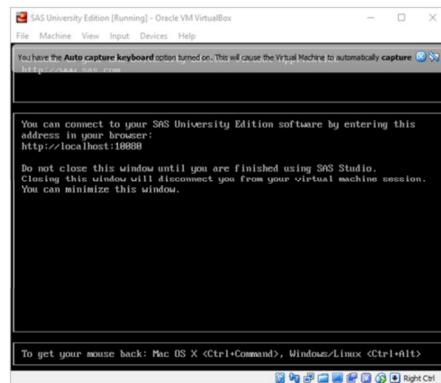 SAS University Edition [Running] - Oracle VM VirtualBox
File Machine View Input Devices Help
You have the Auto capture keyboard option turned on. This will cause the Virtual Machine to automatically capture
http://www.sas.com
You can connect to your SAS University Edition software by entering this
address in your browser:
http://localhost:10080
Do not close this window until you are finished using SAS Studio.
Closing this window will disconnect you from your virtual machine session.
You can minimize this window.
To get your mouse back: Mac OS X <Ctrl+Command>, Windows/Linux <Ctrl+Alt>
Right Ctrl